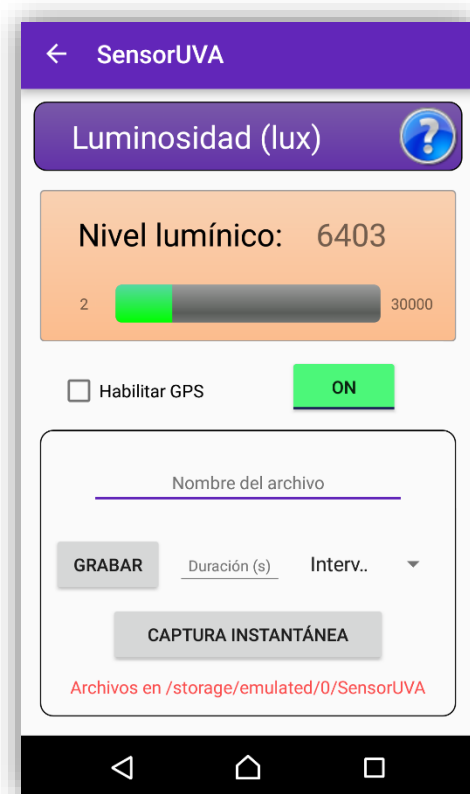 SensorUVA
Luminosidad (lux)
?
Nivel lumínico: 6403
2 30000
Habilitar GPS ON
Nombre del archivo
GRABAR Duración (s) Interv..
CAPTURA INSTANTÁNEA
Archivos en /storage/emulated/0/SensorUVA